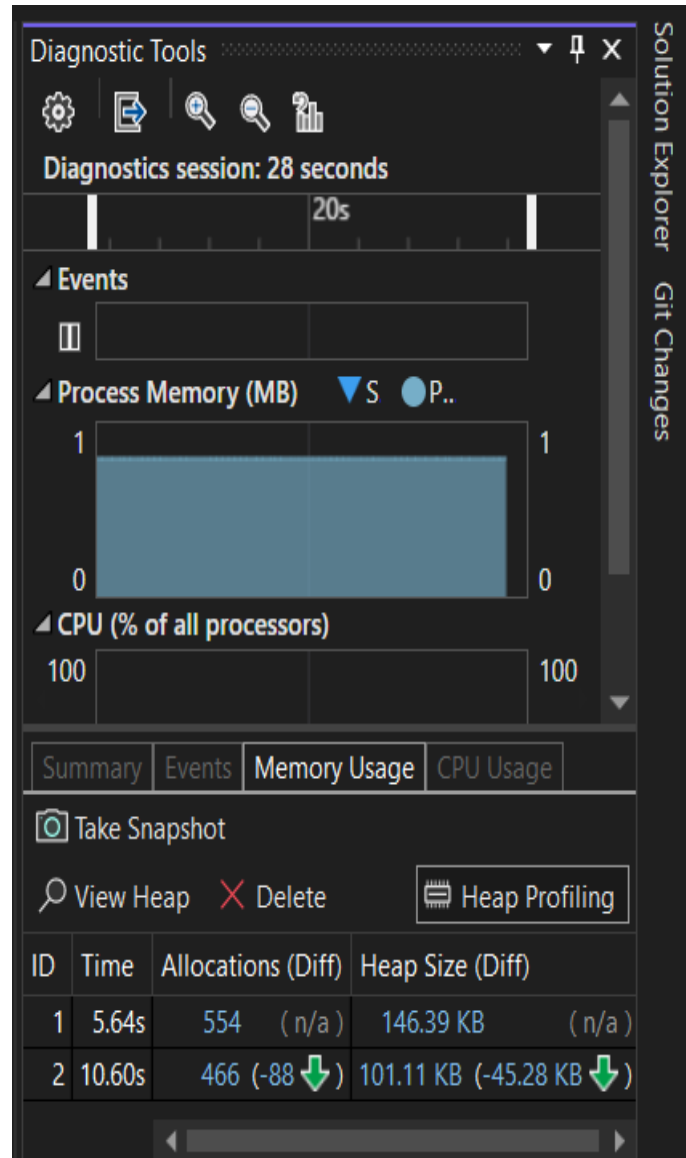 Diagnostic Tools
Diagnostics session: 28 seconds
20s
Events
Process Memory (MB) S P..
1 1
0 0
CPU (% of all processors)
100 100
Summary Events Memory Usage CPU Usage
Take Snapshot
View Heap Delete Heap Profiling
ID Time Allocations (Diff) Heap Size (Diff)
1 5.64s 554 (n/a) 146.39 KB (n/a)
2 10.60s 466 (-88) 101.11 KB (-45.28 KB)
Solution Explorer
Git Changes